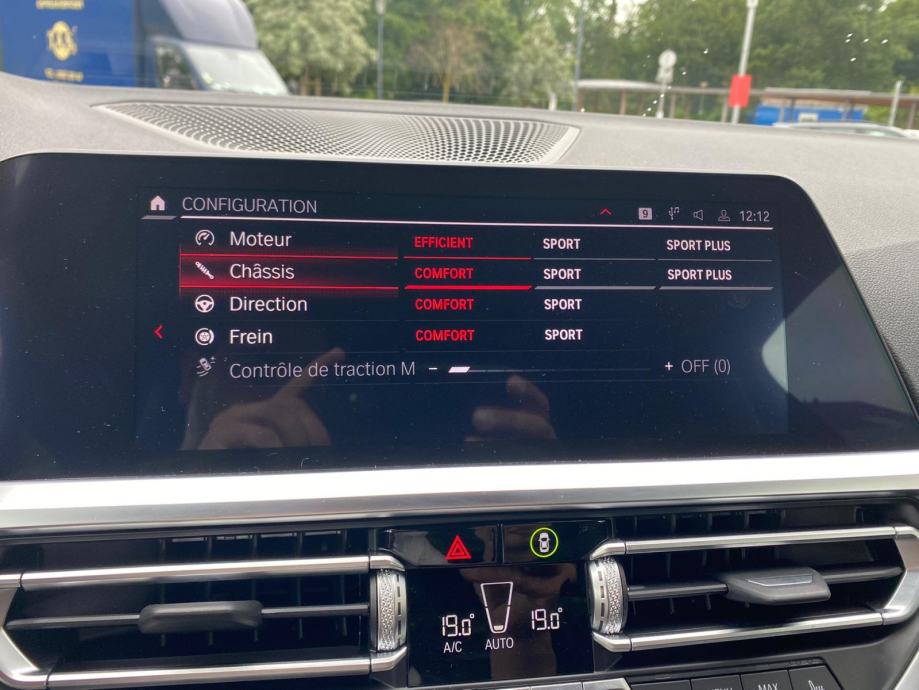 CONFIGURATION 9 12:12
Moteur EFFICIENT SPORT SPORT PLUS
Châssis COMFORT SPORT SPORT PLUS
Direction COMFORT SPORT
Frein COMFORT SPORT
Contrôle de traction M - + OFF (0)
19.0° 19.0°
A/C AUTO
MAX